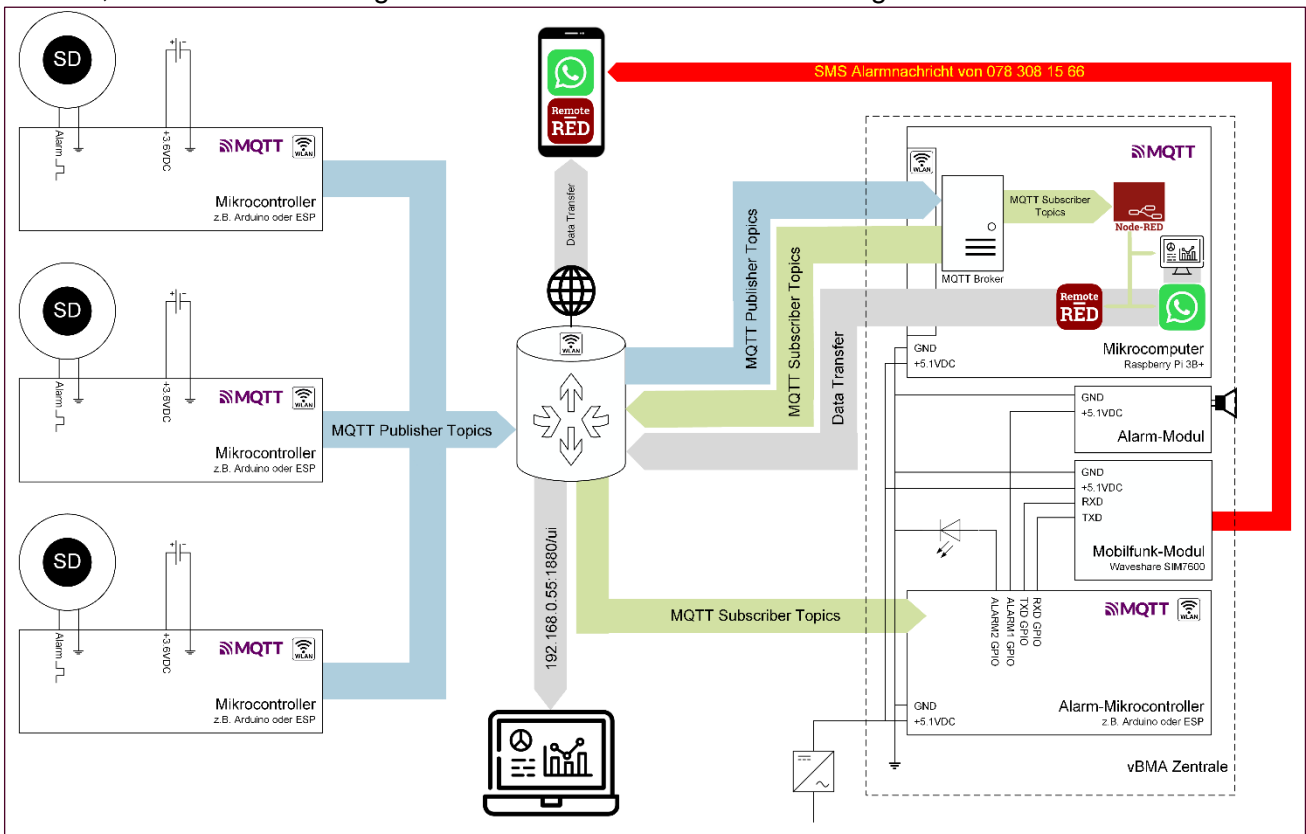 SD
Alarm
+3.6VDC
MQTT
WLAN
Mikrocontroller
z.B. Arduino oder ESP
SD
Alarm
+3.6VDC
MQTT
WLAN
Mikrocontroller
z.B. Arduino oder ESP
SD
Alarm
+3.6VDC
MQTT
WLAN
Mikrocontroller
z.B. Arduino oder ESP
MQTT Publisher Topics
Remote
RED
Data Transfer
WLAN
192.168.0.55:1880/ui
SMS Alarmnachricht von 078 308 15 66
MQTT Publisher Topics
MQTT Subscriber Topics
Data Transfer
MQTT Subscriber Topics
WLAN
MQTT
MQTT Broker
MQTT Subscriber
Topics
Node-RED
Remote
RED
GND
+5.1VDC
Mikrocomputer
Raspberry Pi 3B+
GND
+5.1VDC
Alarm-Modul
GND
+5.1VDC
RXD
TXD
Mobilfunk-Modul
Waveshare SIM7600
ALARM2 GPIO
ALARM1 GPIO
TXD GPIO
RXD GPIO
MQTT
WLAN
GND
+5.1VDC
Alarm-Mikrocontroller
z.B. Arduino oder ESP
vBMA Zentrale